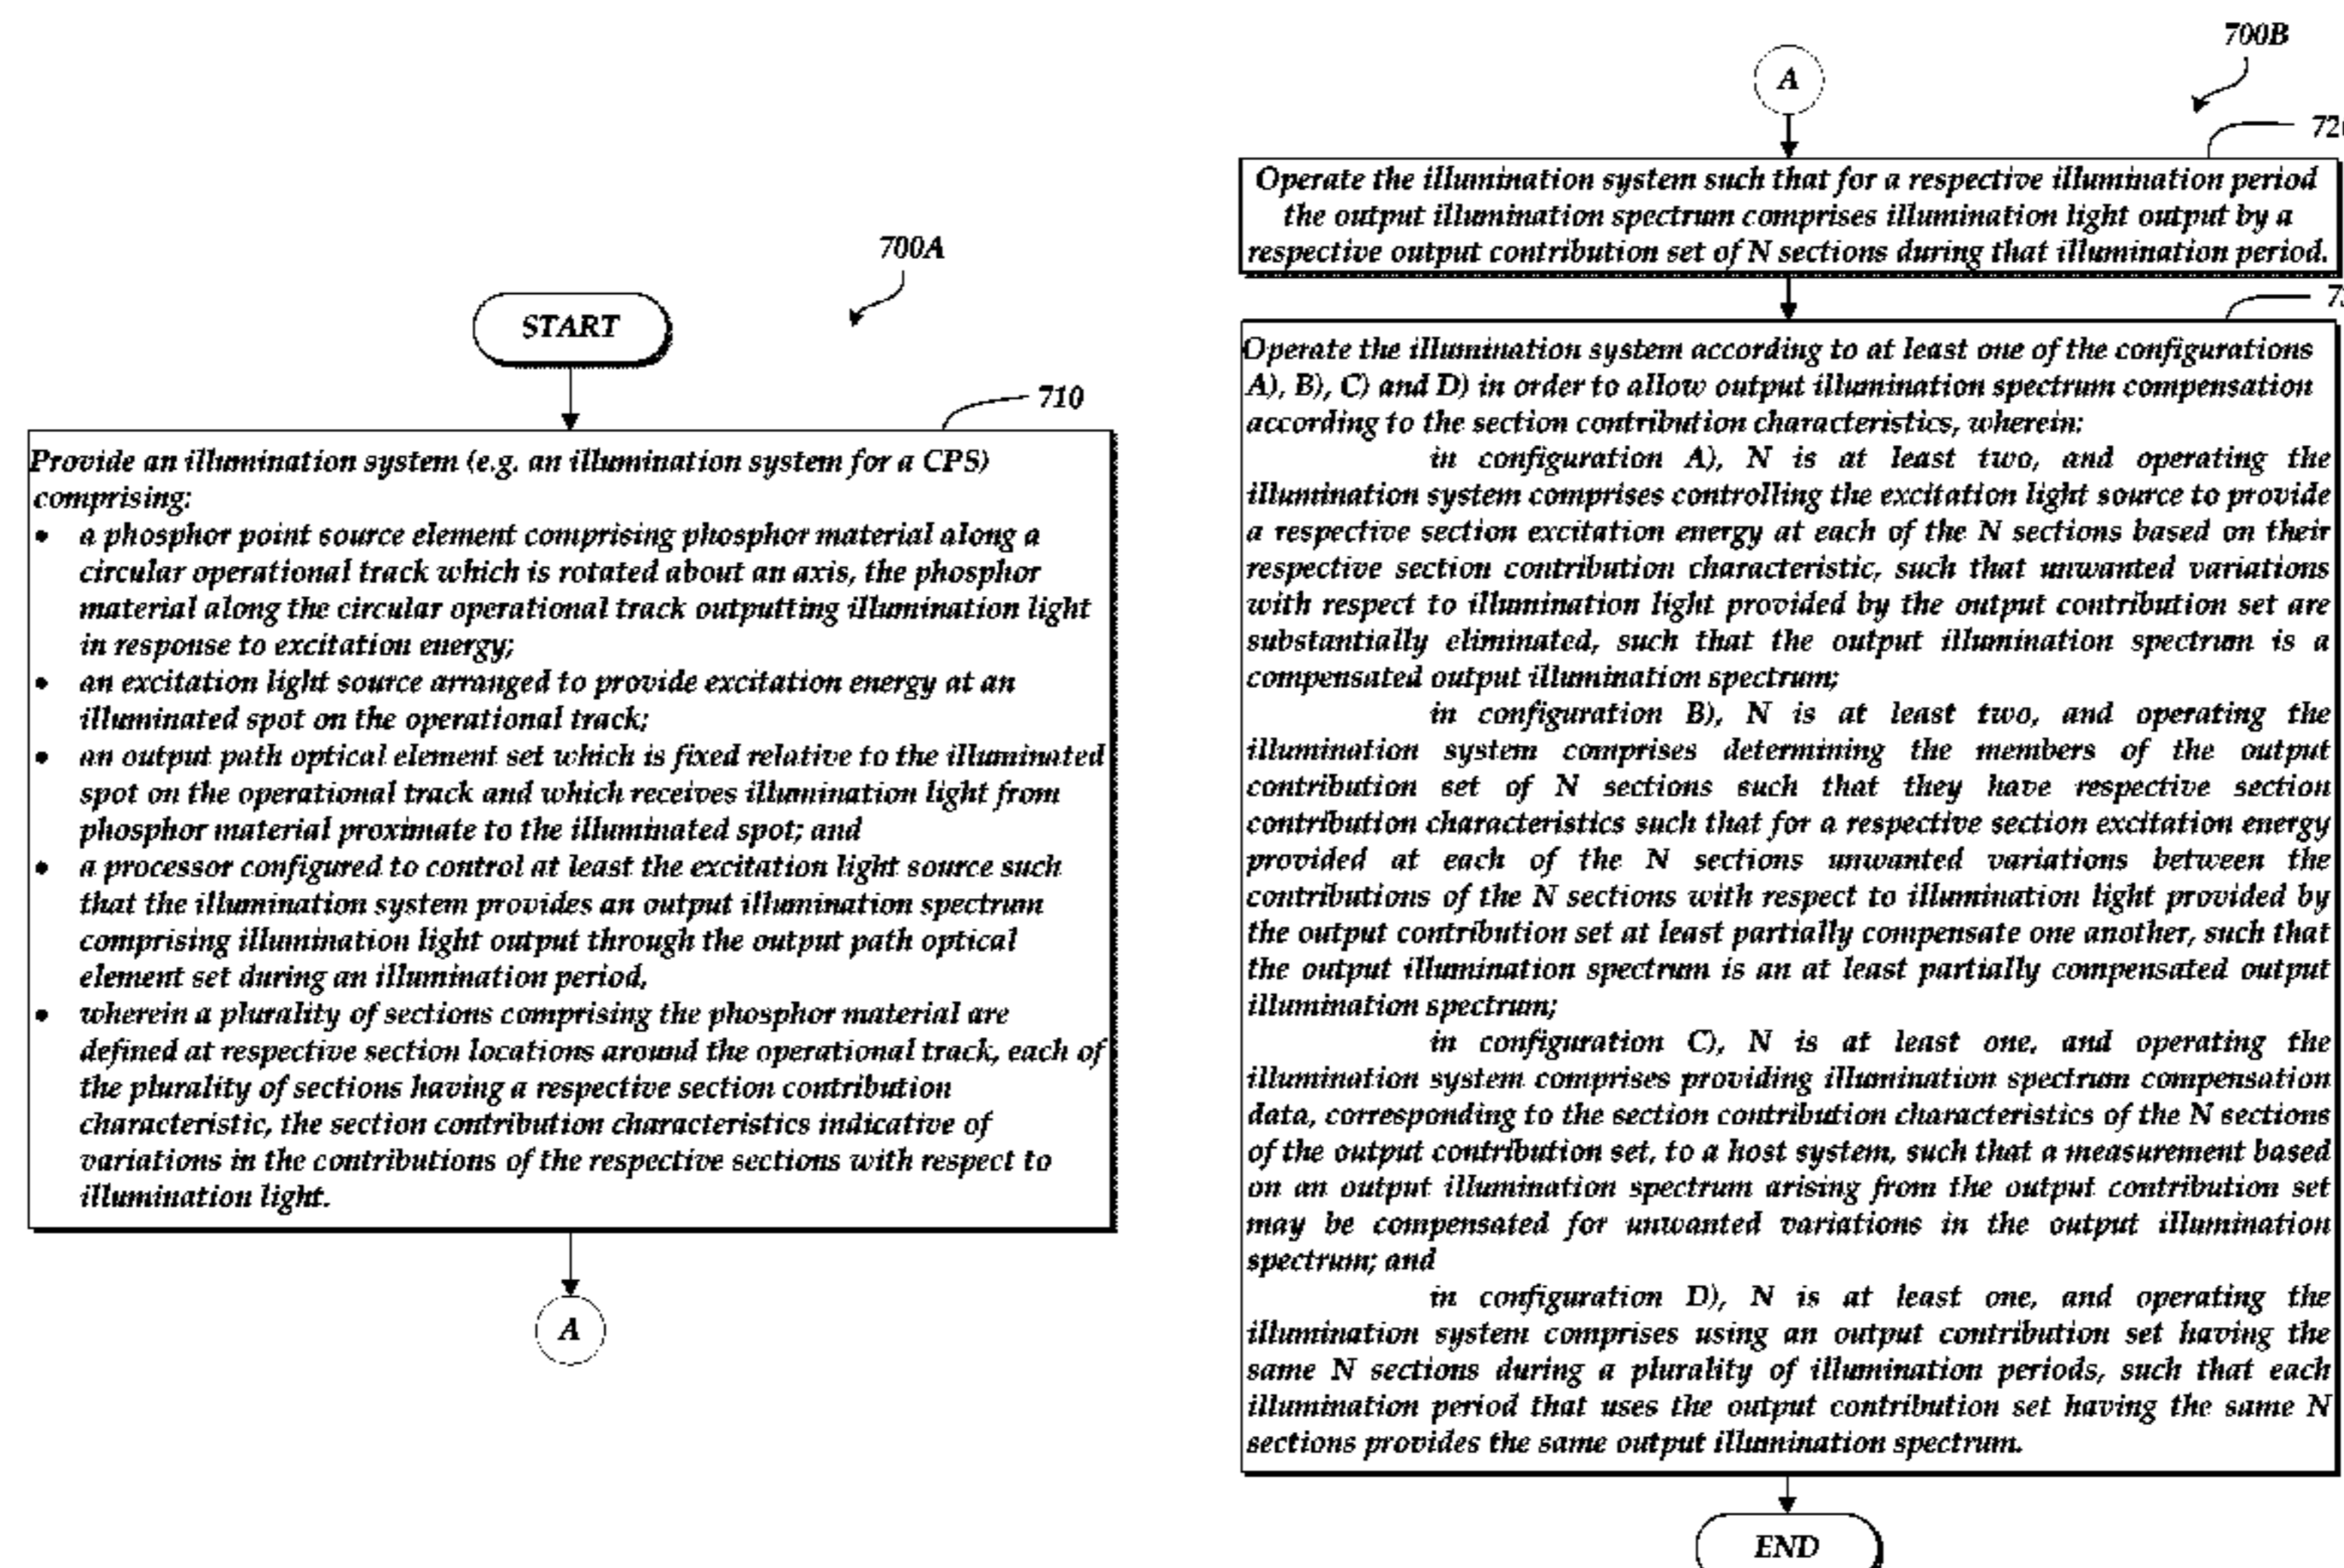 700A
START
710
Provide an illumination system (e.g. an illumination system for a CPS)
comprising:
• a phosphor point source element comprising phosphor material along a
circular operational track which is rotated about an axis, the phosphor
material along the circular operational track outputting illumination light
in response to excitation energy;
• an excitation light source arranged to provide excitation energy at an
illuminated spot on the operational track;
• an output path optical element set which is fixed relative to the illuminated
spot on the operational track and which receives illumination light from
phosphor material proximate to the illuminated spot; and
• a processor configured to control at least the excitation light source such
that the illumination system provides an output illumination spectrum
comprising illumination light output through the output path optical
element set during an illumination period,
• wherein a plurality of sections comprising the phosphor material are
defined at respective section locations around the operational track, each of
the plurality of sections having a respective section contribution
characteristic, the section contribution characteristics indicative of
variations in the contributions of the respective sections with respect to
illumination light.
A
700B
A
Operate the illumination system such that for a respective illumination period
the output illumination spectrum comprises illumination light output by a
respective output contribution set of N sections during that illumination period.
Operate the illumination system according to at least one of the configurations
A), B), C) and D) in order to allow output illumination spectrum compensation
according to the section contribution characteristics, wherein:
in configuration A), N is at least two, and operating the
illumination system comprises controlling the excitation light source to provide
a respective section excitation energy at each of the N sections based on their
respective section contribution characteristic, such that unwanted variations
with respect to illumination light provided by the output contribution set are
substantially eliminated, such that the output illumination spectrum is a
compensated output illumination spectrum;
in configuration B), N is at least two, and operating the
illumination system comprises determining the members of the output
contribution set of N sections such that they have respective section
contribution characteristics such that for a respective section excitation energy
provided at each of the N sections unwanted variations between the
contributions of the N sections with respect to illumination light provided by
the output contribution set at least partially compensate one another, such that
the output illumination spectrum is an at least partially compensated output
illumination spectrum;
in configuration C), N is at least one, and operating the
illumination system comprises providing illumination spectrum compensation
data, corresponding to the section contribution characteristics of the N sections
of the output contribution set, to a host system, such that a measurement based
on an output illumination spectrum arising from the output contribution set
may be compensated for unwanted variations in the output illumination
spectrum; and
in configuration D), N is at least one, and operating the
illumination system comprises using an output contribution set having the
same N sections during a plurality of illumination periods, such that each
illumination period that uses the output contribution set having the same N
sections provides the same output illumination spectrum.
END